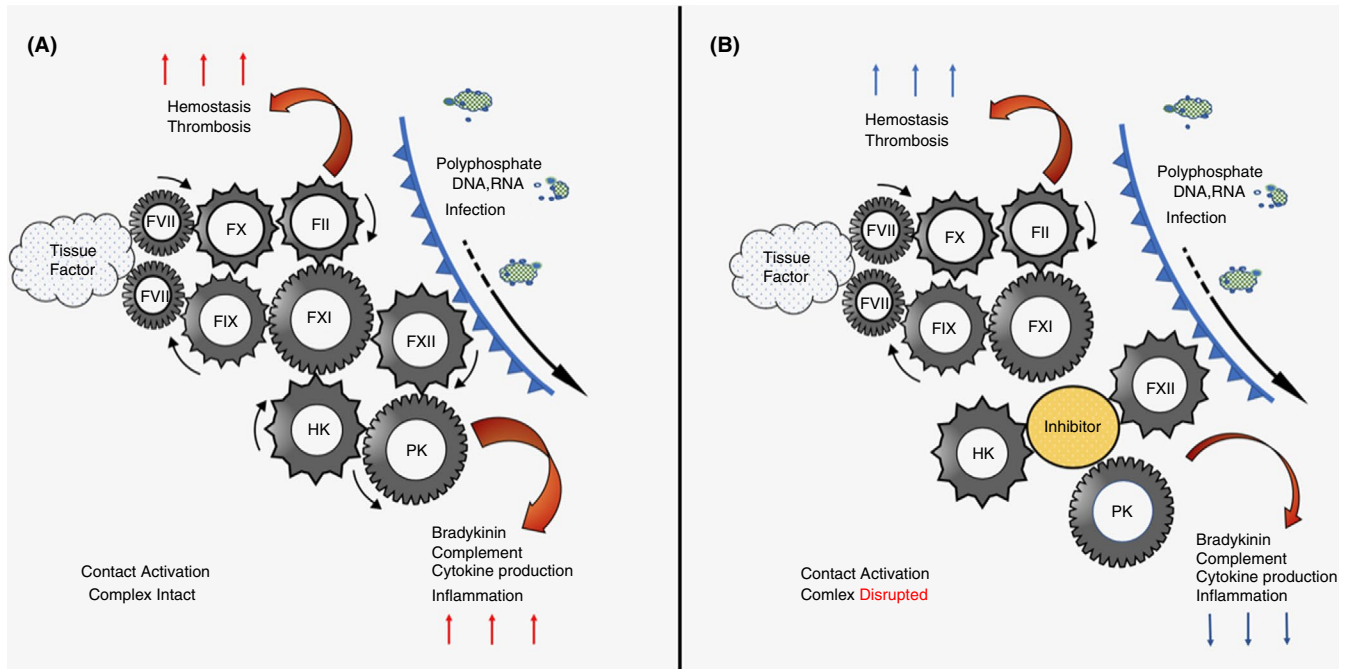 (A)
Hemostasis
Thrombosis
Polyphosphate
DNA,RNA
Infection
FVII
FX
FII
Tissue
Factor
FVII
FIX
FXI
FXII
HK
PK
Bradykinin
Complement
Cytokine production
Inflammation
Contact Activation
Complex Intact
(B)
Hemostasis
Thrombosis
Polyphosphate
DNA,RNA
Infection
FVII
FX
FII
Tissue
Factor
FVII
FIX
FXI
FXII
Inhibitor
HK
PK
Bradykinin
Complement
Cytokine production
Inflammation
Contact Activation
Comlex Disrupted